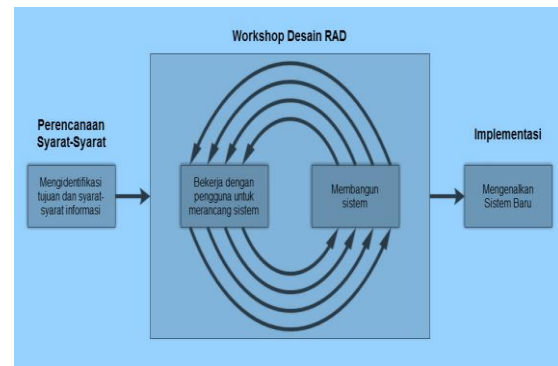 Workshop Desain RAD
Perencanaan
Syarat-Syarat
Mengidentifikasi
tujuan dan syarat-
syarat informasi
Bekerja dengan
pengguna untuk
merancang sistem
Membangun
sistem
Implementasi
Mengenalkan
Sistem Baru